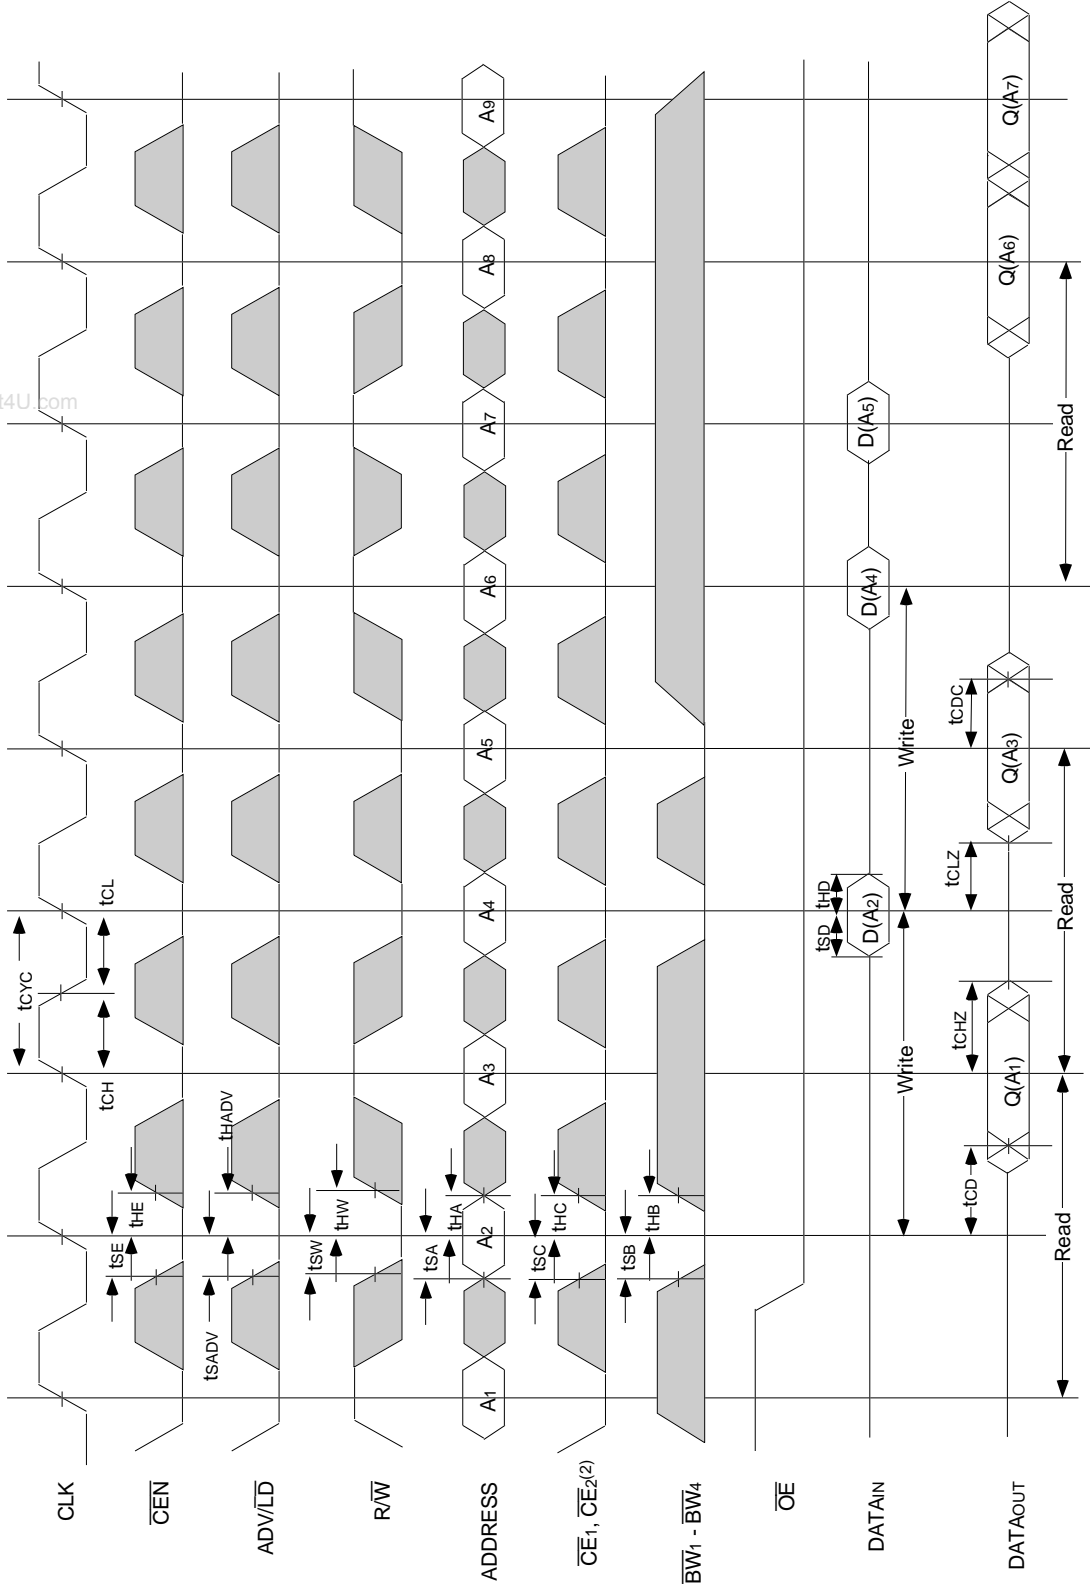 tCYC
tCH
tCL
CLK
tSE
tHE
CEN
tSADV
tHADV
ADV/LD
tSW
tHW
R/W
tSA
tHA
ADDRESS
A1
A2
A3
A4
A5
A6
A7
A8
A9
tSC
tHC
CE1, CE2(2)
tSB
tHB
BW1 - BW4
OE
tSD
tHD
DATAIN
D(A2)
D(A4)
D(A5)
Write
Write
tCD
tCHZ
tCLZ
tCDC
DATAOUT
Q(A1)
Q(A3)
Q(A6)
Q(A7)
Read
Read
Read
t4U.com